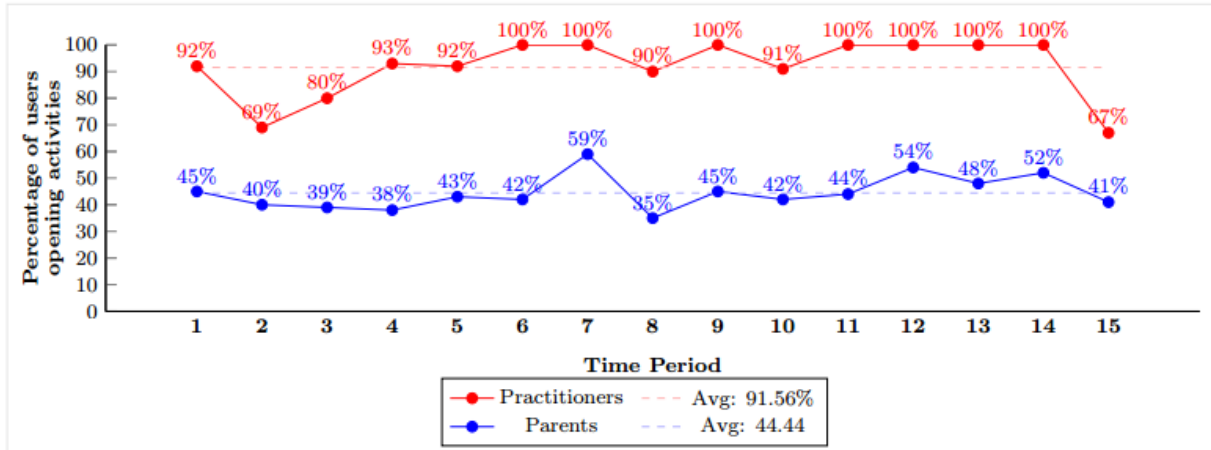 100% 100% 100% 100% 100% 100% 100%
92% 93% 92% 90% 91%
80%
69% 67%
59%
45% 40% 39% 38% 43% 42% 35% 45% 42% 44% 54% 48% 52% 41%
Percentage of users
opening activities
100
90
80
70
60
50
40
30
20
10
0
1 2 3 4 5 6 7 8 9 10 11 12 13 14 15
Time Period
Practitioners Avg: 91.56%
Parents Avg: 44.44